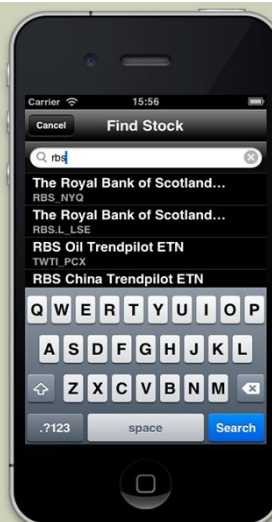 Carrier 15:56
Cancel Find Stock
rbs
The Royal Bank of Scotland...
RBS_NYQ
The Royal Bank of Scotland...
RBS.L_LSE
RBS Oil Trendpilot ETN
TWTI_PCX
RBS China Trendpilot ETN
Q W E R T Y U I O P
A S D F G H J K L
Z X C V B N M
.?123 space Search